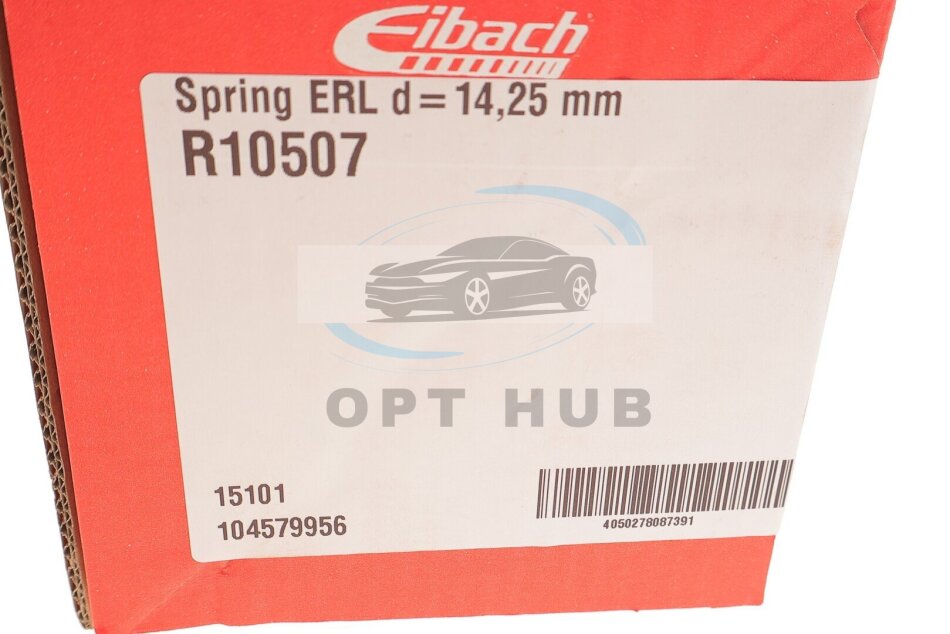 Eibach
Spring ERL d=14,25 mm
R10507
OPT HUB
15101
104579956
4050278087391